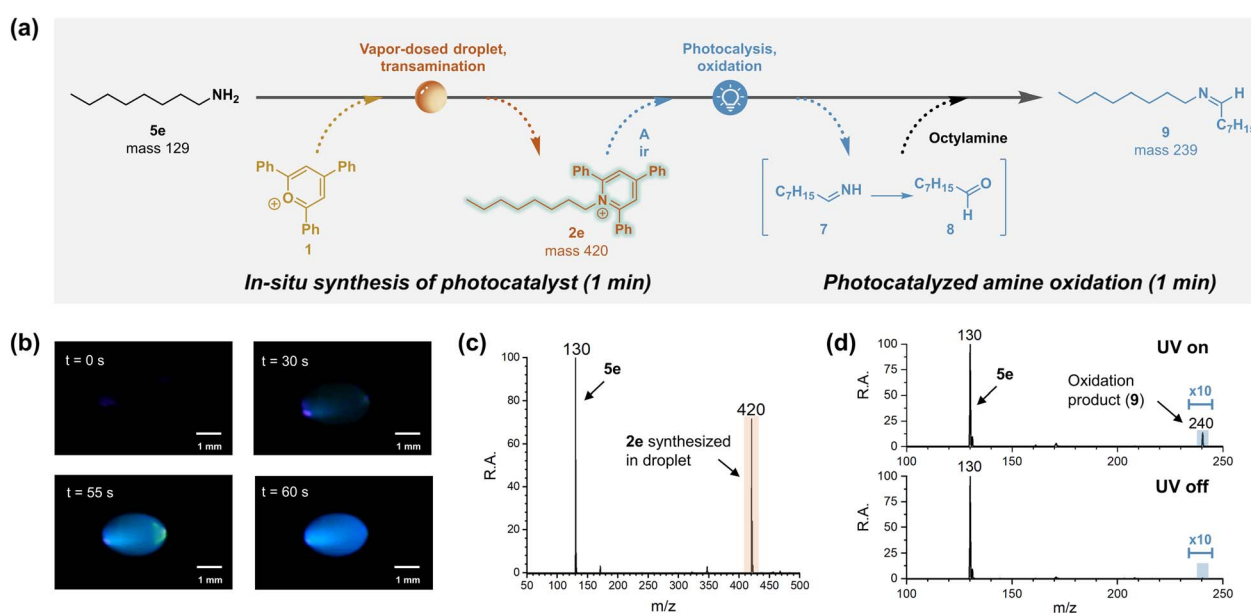 (a)
Vapor-dosed droplet,
transamination
Photocalysis,
oxidation
NH2
5e
mass 129
Ph
Ph
O
⊕
Ph
1
Ph
Ph
N
⊕
Ph
2e
mass 420
A
ir
C7H15
NH
7
C7H15
O
H
8
Octylamine
N
H
C7H15
9
mass 239
In-situ synthesis of photocatalyst (1 min)
Photocatalyzed amine oxidation (1 min)
(b)
t = 0 s
1 mm
t = 30 s
1 mm
t = 55 s
1 mm
t = 60 s
1 mm
(c)
R.A.
100
80
60
40
20
0
130
5e
420
2e synthesized
in droplet
50 100 150 200 250 300 350 400 450 500
m/z
(d)
UV on
R.A.
100
75
50
25
0
130
5e
Oxidation
product (9)
x10
240
100 150 200 250
UV off
R.A.
100
75
50
25
0
130
x10
100 150 200 250
m/z